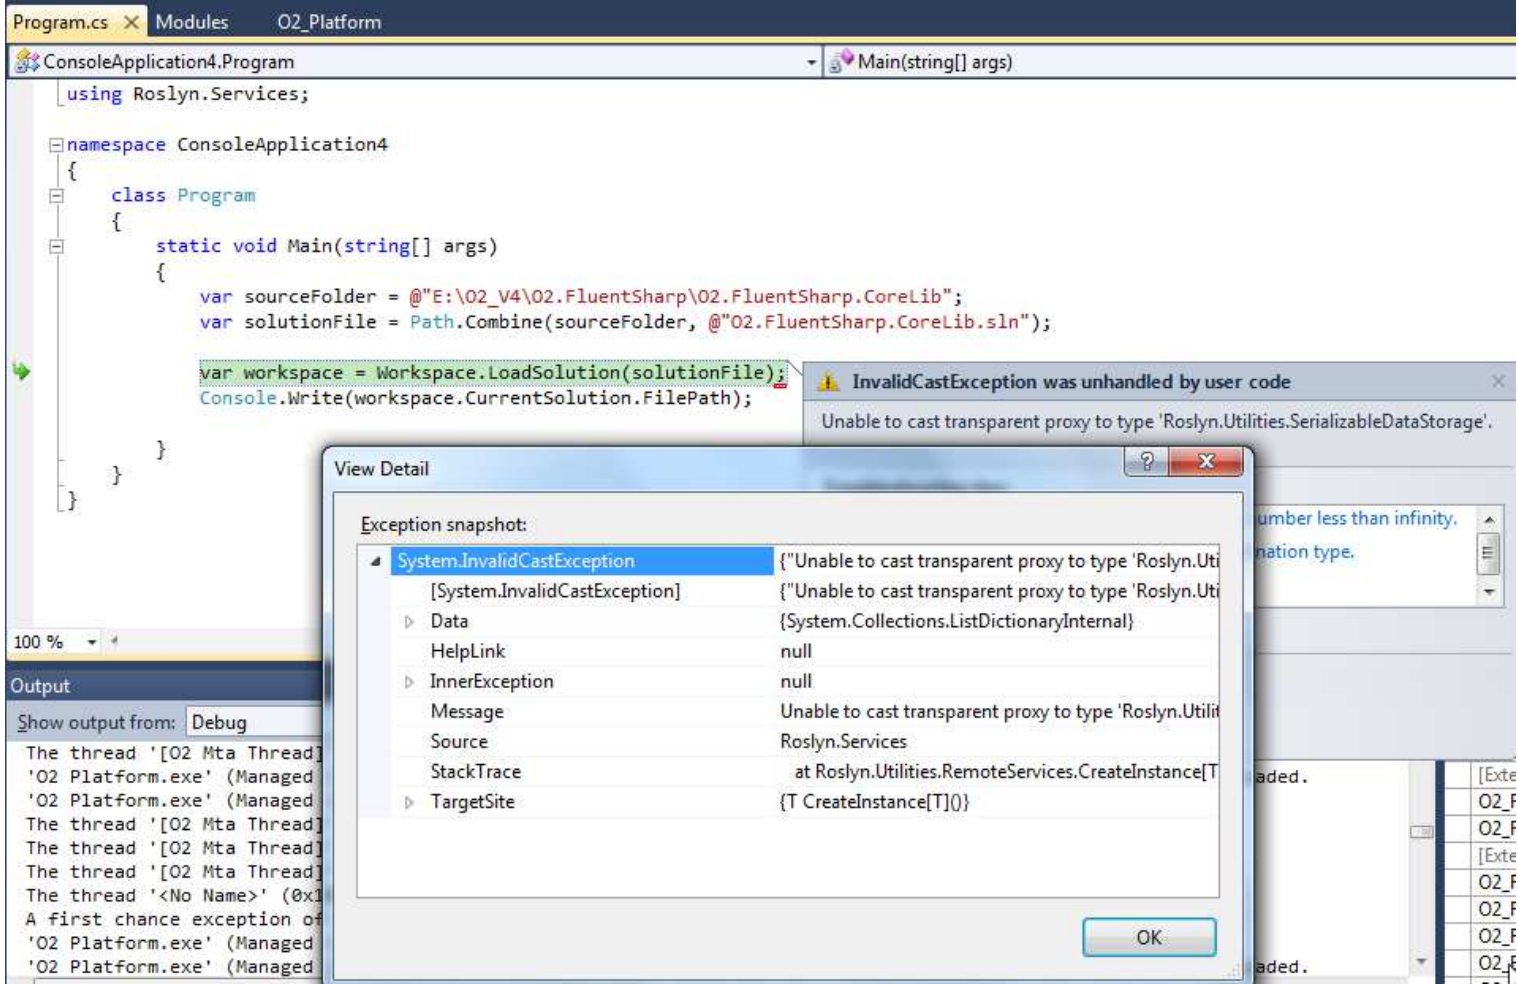 Program.cs Modules O2_Platform
ConsoleApplication4.Program Main(string[] args)
using Roslyn.Services;
namespace ConsoleApplication4
{
class Program
{
static void Main(string[] args)
{
var sourceFolder = @"E:\O2_V4\O2.FluentSharp\O2.FluentSharp.CoreLib";
var solutionFile = Path.Combine(sourceFolder, @"O2.FluentSharp.CoreLib.sln");
var workspace = Workspace.LoadSolution(solutionFile);
Console.Write(workspace.CurrentSolution.FilePath);
}
}
}
InvalidCastException was unhandled by user code
Unable to cast transparent proxy to type 'Roslyn.Utilities.SerializableDataStorage'.
umber less than infinity.
nation type.
View Detail
Exception snapshot:
System.InvalidCastException {"Unable to cast transparent proxy to type 'Roslyn.Uti
[System.InvalidCastException] {"Unable to cast transparent proxy to type 'Roslyn.Uti
Data {System.Collections.ListDictionaryInternal}
HelpLink null
InnerException null
Message Unable to cast transparent proxy to type 'Roslyn.Utilit
Source Roslyn.Services
StackTrace at Roslyn.Utilities.RemoteServices.CreateInstance[T
TargetSite {T CreateInstance[T]()}
OK
100 %
Output
Show output from: Debug
The thread '[O2 Mta Thread]
'O2 Platform.exe' (Managed aded.
'O2 Platform.exe' (Managed
The thread '[O2 Mta Thread]
The thread '[O2 Mta Thread]
The thread '[O2 Mta Thread]
The thread '<No Name>' (0x1
A first chance exception of
'O2 Platform.exe' (Managed
'O2 Platform.exe' (Managed aded.
[Exte
O2_F
O2_F
[Exte
O2_F
O2_F
O2_F